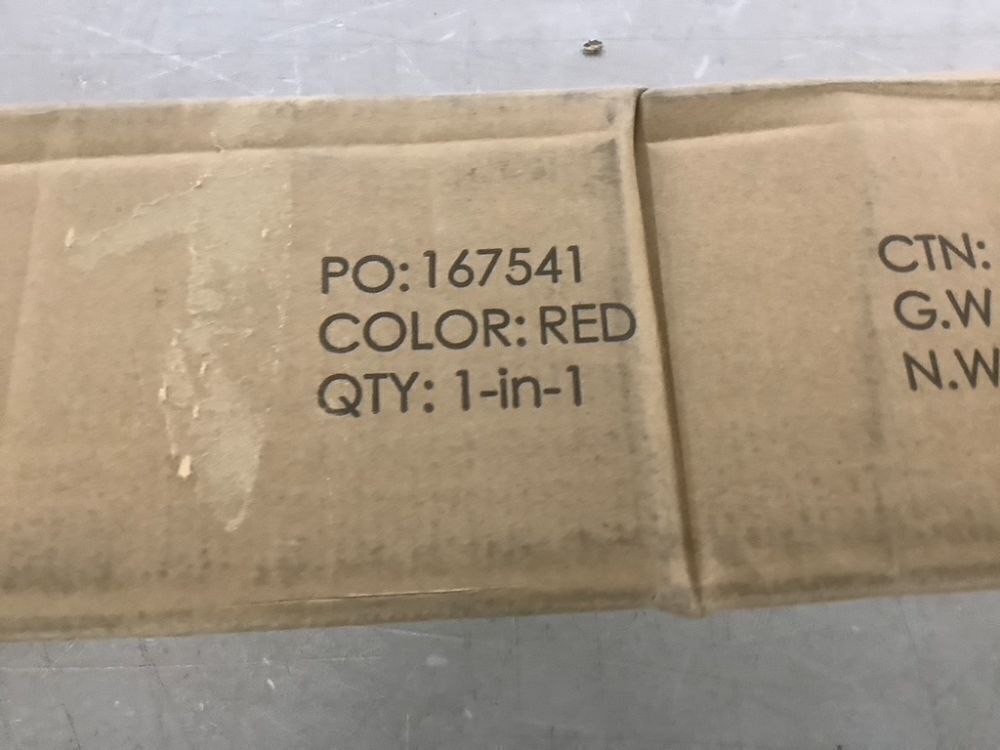 PO: 167541
COLOR: RED
QTY: 1-in-1
CTN:
G.W
N.W